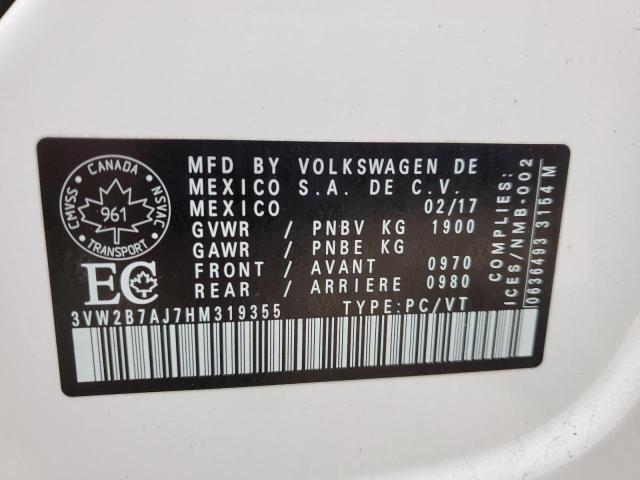 CANADA
CMVSS
NSVAC
961
TRANSPORT
EC
MFD BY VOLKSWAGEN DE
MEXICO S.A. DE C.V.
MEXICO 02/17
GVWR / PNBV KG 1900
GAWR / PNBE KG
FRONT / AVANT 0970
REAR / ARRIERE 0980
3VW2B7AJ7HM319355 TYPE:PC/VT
COMPLIES:
ICES/NMB-002
0636493 3154 M